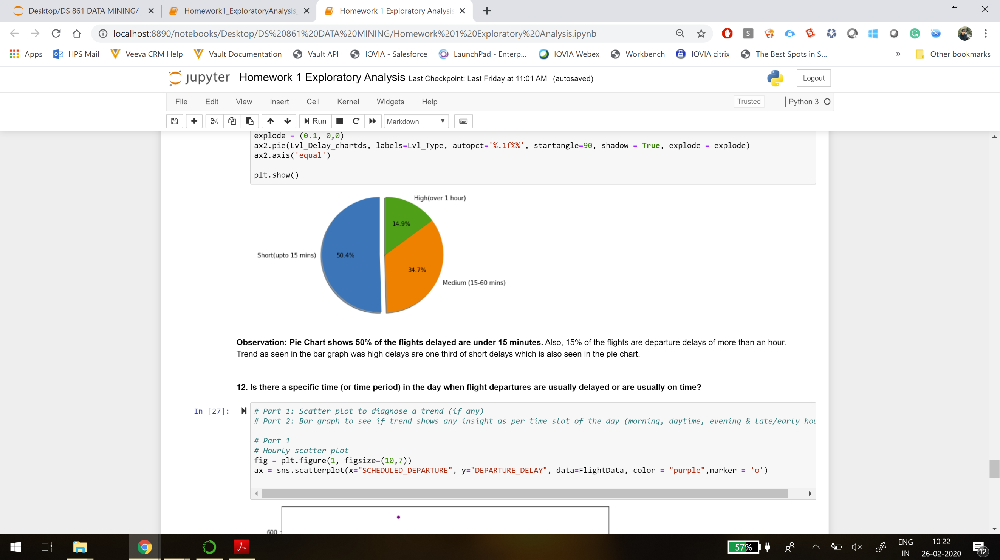 Desktop/DS 861 DATA MINING/
Homework1_ExploratoryAnalysis_
Homework 1 Exploratory Analysis
localhost:8890/notebooks/Desktop/DS%20861%20DATA%20MINING/Homework%201%20Exploratory%20Analysis.ipynb
Apps HPS Mail Veeva CRM Help Vault Documentation Vault API IQVIA - Salesforce LaunchPad - Enterp... IQVIA Webex Workbench IQVIA citrix The Best Spots in S... » Other bookmarks
jupyter Homework 1 Exploratory Analysis Last Checkpoint: Last Friday at 11:01 AM (autosaved) Logout
File Edit View Insert Cell Kernel Widgets Help Trusted Python 3
Run Markdown
explode = (0.1, 0,0)
ax2.pie(Lvl_Delay_chartds, labels=Lvl_Type, autopct='%.1f%%', startangle=90, shadow = True, explode = explode)
ax2.axis('equal')
plt.show()
High(over 1 hour)
14.9%
Short(upto 15 mins)
50.4%
34.7%
Medium (15-60 mins)
Observation: Pie Chart shows 50% of the flights delayed are under 15 minutes. Also, 15% of the flights are departure delays of more than an hour.
Trend as seen in the bar graph was high delays are one third of short delays which is also seen in the pie chart.
12. Is there a specific time (or time period) in the day when flight departures are usually delayed or are usually on time?
In [27]:
# Part 1: Scatter plot to diagnose a trend (if any)
# Part 2: Bar graph to see if trend shows any insight as per time slot of the day (morning, daytime, evening & late/early hou
# Part 1
# Hourly scatter plot
fig = plt.figure(1, figsize=(10,7))
ax = sns.scatterplot(x="SCHEDULED_DEPARTURE", y="DEPARTURE_DELAY", data=FlightData, color = "purple",marker = 'o')
600
57%
ENG
IN
10:22
26-02-2020
12